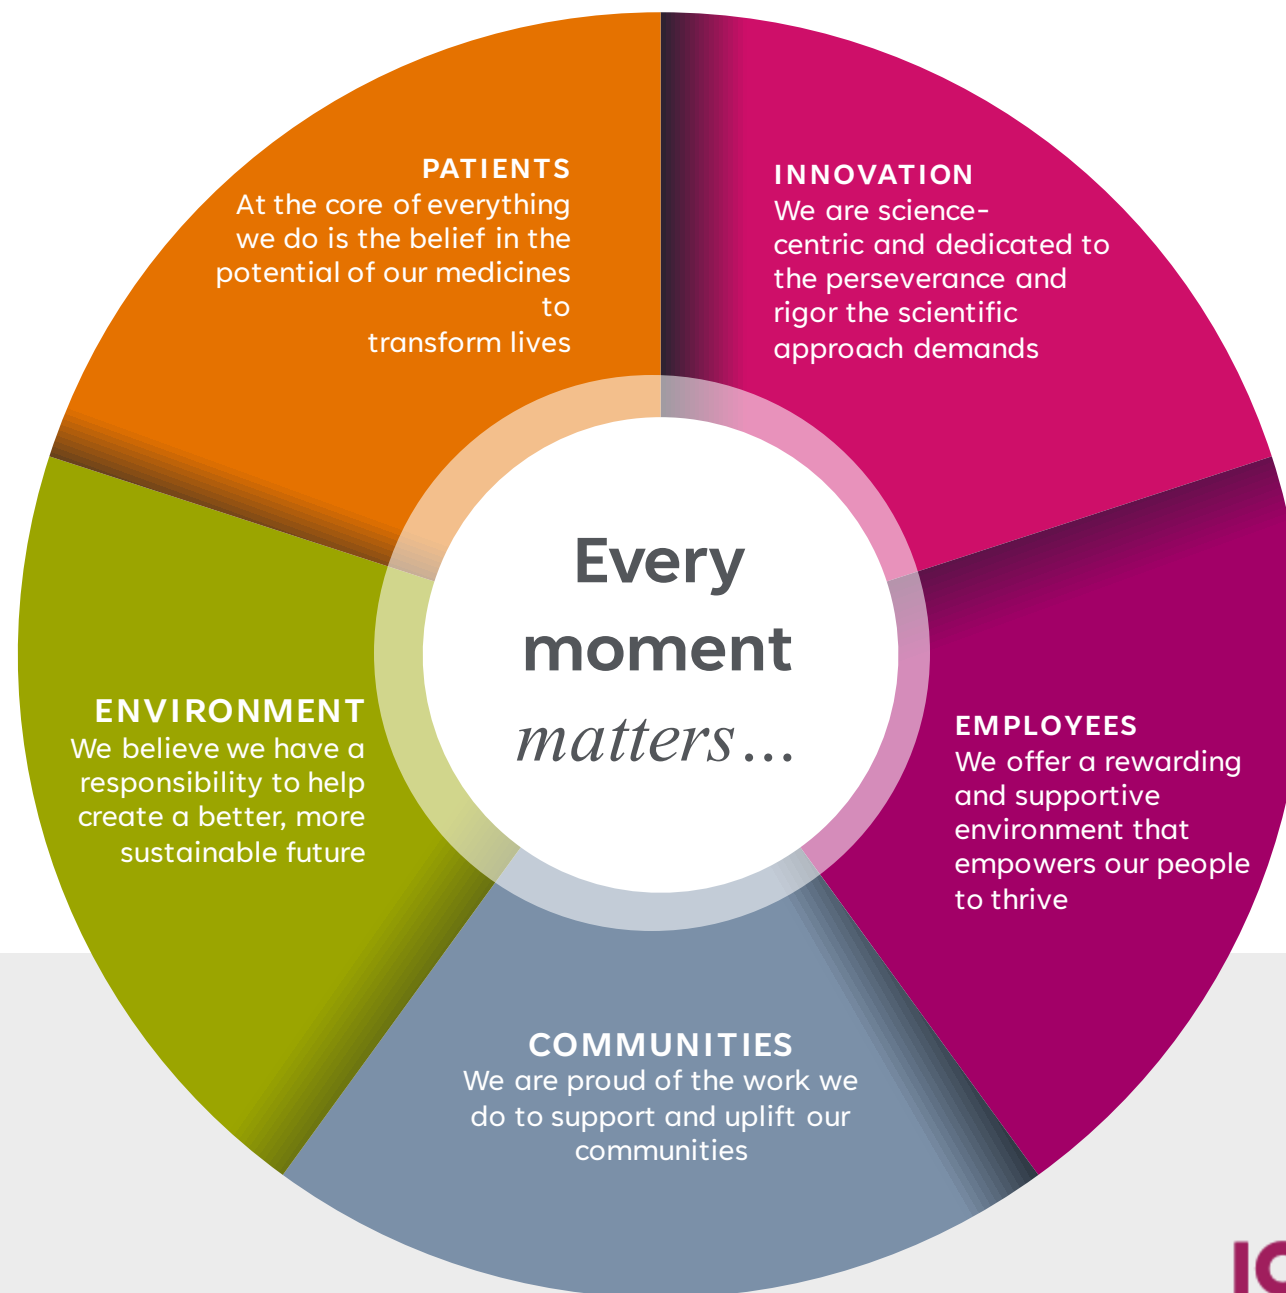 PATIENTS
At the core of everything
we do is the belief in the
potential of our medicines
to
transform lives
INNOVATION
We are science-
centric and dedicated to
the perseverance and
rigor the scientific
approach demands
Every
moment
matters...
ENVIRONMENT
We believe we have a
responsibility to help
create a better, more
sustainable future
EMPLOYEES
We offer a rewarding
and supportive
environment that
empowers our people
to thrive
COMMUNITIES
We are proud of the work we
do to support and uplift our
communities